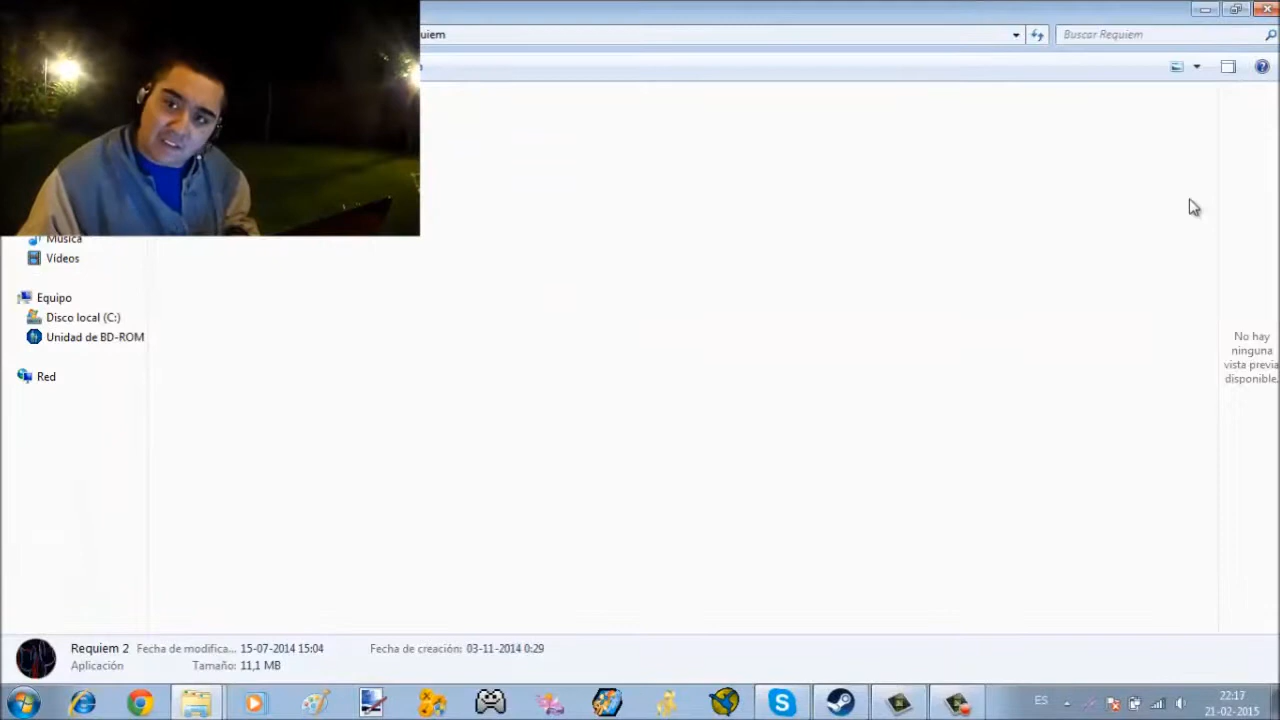 uiem
Buscar Requiem
Música
Vídeos
Equipo
Disco local (C:)
Unidad de BD-ROM
Red
No hay
ninguna
vista previa
disponible.
Requiem 2 Fecha de modifica... 15-07-2014 15:04 Fecha de creación: 03-11-2014 0:29
Aplicación Tamaño: 11,1 MB
ES
22:17
21-02-2015